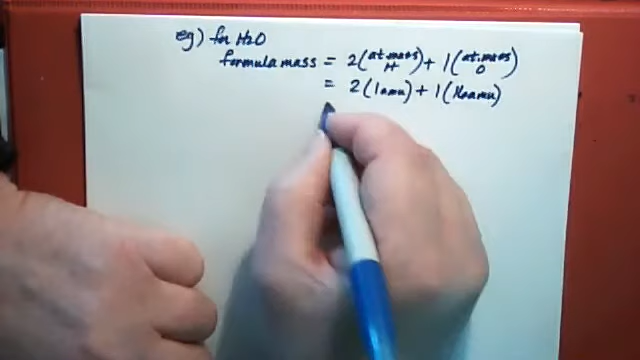 eg) for H2O
formula mass = 2(at. mass H) + 1(at. mass O)
= 2(1amu) + 1(16amu)